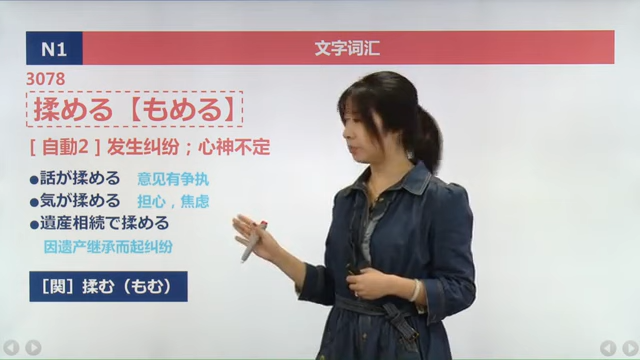 N1
文字词汇
3078
揉める【もめる】
[ 自動2 ] 发生纠纷；心神不定
●話が揉める 意见有争执
●気が揉める 担心，焦虑
●遺産相続で揉める
因遗产继承而起纠纷
［関］揉む（もむ）